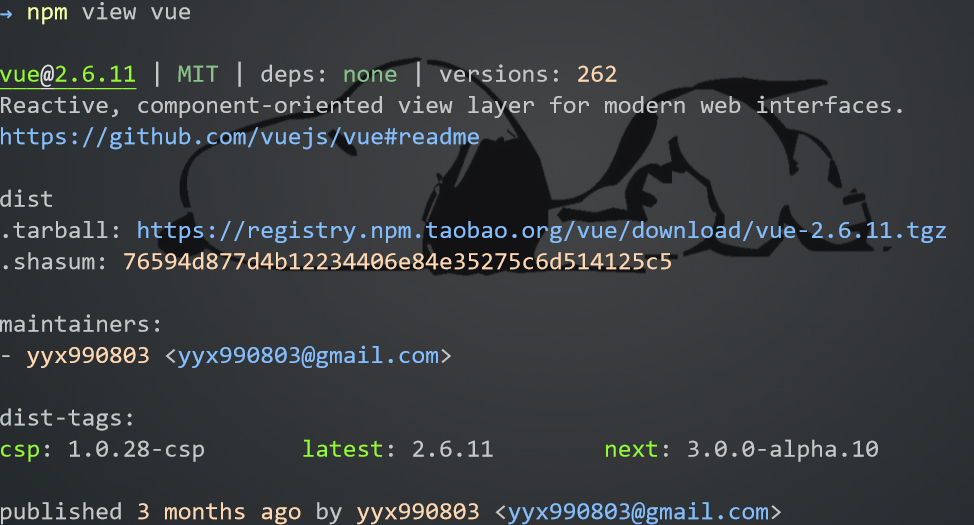 → npm view vue
vue@2.6.11 | MIT | deps: none | versions: 262
Reactive, component-oriented view layer for modern web interfaces.
https://github.com/vuejs/vue#readme
dist
.tarball: https://registry.npm.taobao.org/vue/download/vue-2.6.11.tgz
.shasum: 76594d877d4b12234406e84e35275c6d514125c5
maintainers:
- yyx990803 <yyx990803@gmail.com>
dist-tags:
csp: 1.0.28-csp latest: 2.6.11 next: 3.0.0-alpha.10
published 3 months ago by yyx990803 <yyx990803@gmail.com>